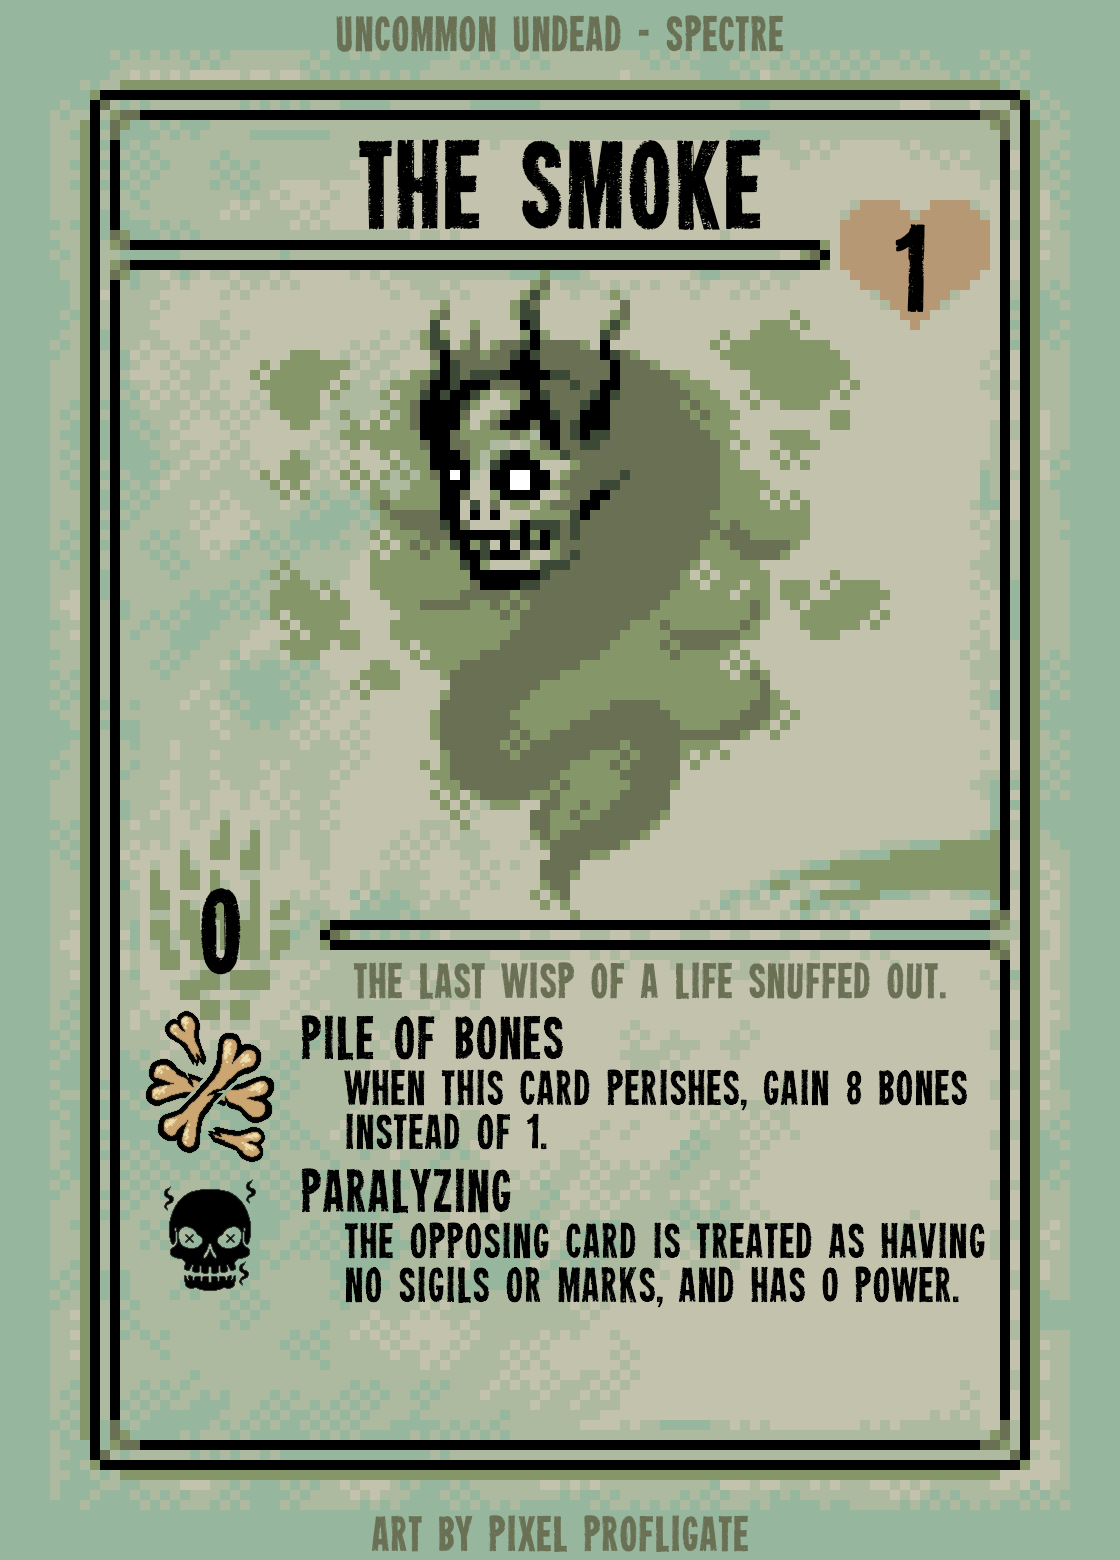 UNCOMMON UNDEAD - SPECTRE
THE SMOKE
1
0
THE LAST WISP OF A LIFE SNUFFED OUT.
PILE OF BONES
WHEN THIS CARD PERISHES, GAIN 8 BONES
INSTEAD OF 1.
PARALYZING
THE OPPOSING CARD IS TREATED AS HAVING
NO SIGILS OR MARKS, AND HAS 0 POWER.
ART BY PIXEL PROFLIGATE